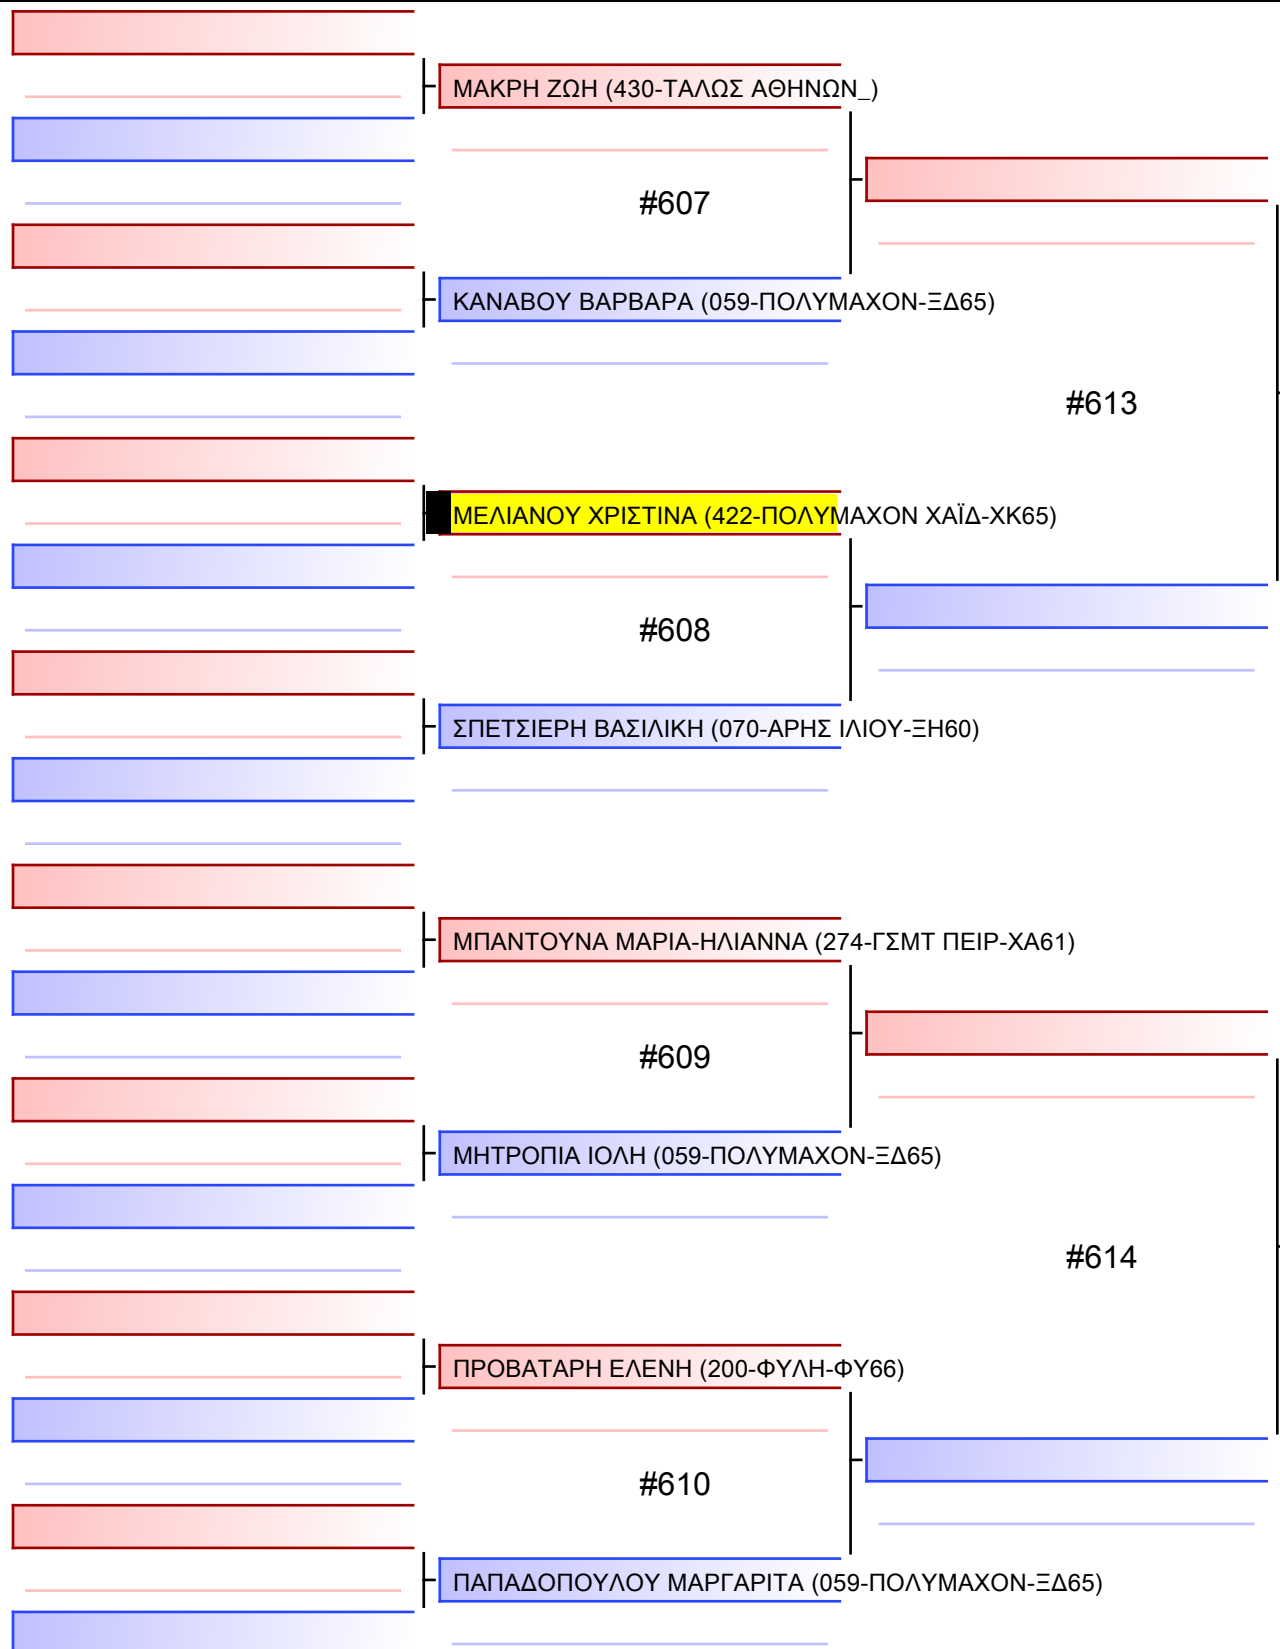 ΜΑΚΡΗ ΖΩΗ (430-ΤΑΛΩΣ ΑΘΗΝΩΝ_)
#607
ΚΑΝΑΒΟΥ ΒΑΡΒΑΡΑ (059-ΠΟΛΥΜΑΧΟΝ-ΞΔ65)
#613
ΜΕΛΙΑΝΟΥ ΧΡΙΣΤΙΝΑ (422-ΠΟΛΥΜΑΧΟΝ ΧΑΪΔ-ΧΚ65)
#608
ΣΠΕΤΣΙΕΡΗ ΒΑΣΙΛΙΚΗ (070-ΑΡΗΣ ΙΛΙΟΥ-ΞΗ60)
ΜΠΑΝΤΟΥΝΑ ΜΑΡΙΑ-ΗΛΙΑΝΝΑ (274-ΓΣΜΤ ΠΕΙΡ-ΧΑ61)
#609
ΜΗΤΡΟΠΙΑ ΙΟΛΗ (059-ΠΟΛΥΜΑΧΟΝ-ΞΔ65)
#614
ΠΡΟΒΑΤΑΡΗ ΕΛΕΝΗ (200-ΦΥΛΗ-ΦΥ66)
#610
ΠΑΠΑΔΟΠΟΥΛΟΥ ΜΑΡΓΑΡΙΤΑ (059-ΠΟΛΥΜΑΧΟΝ-ΞΔ65)